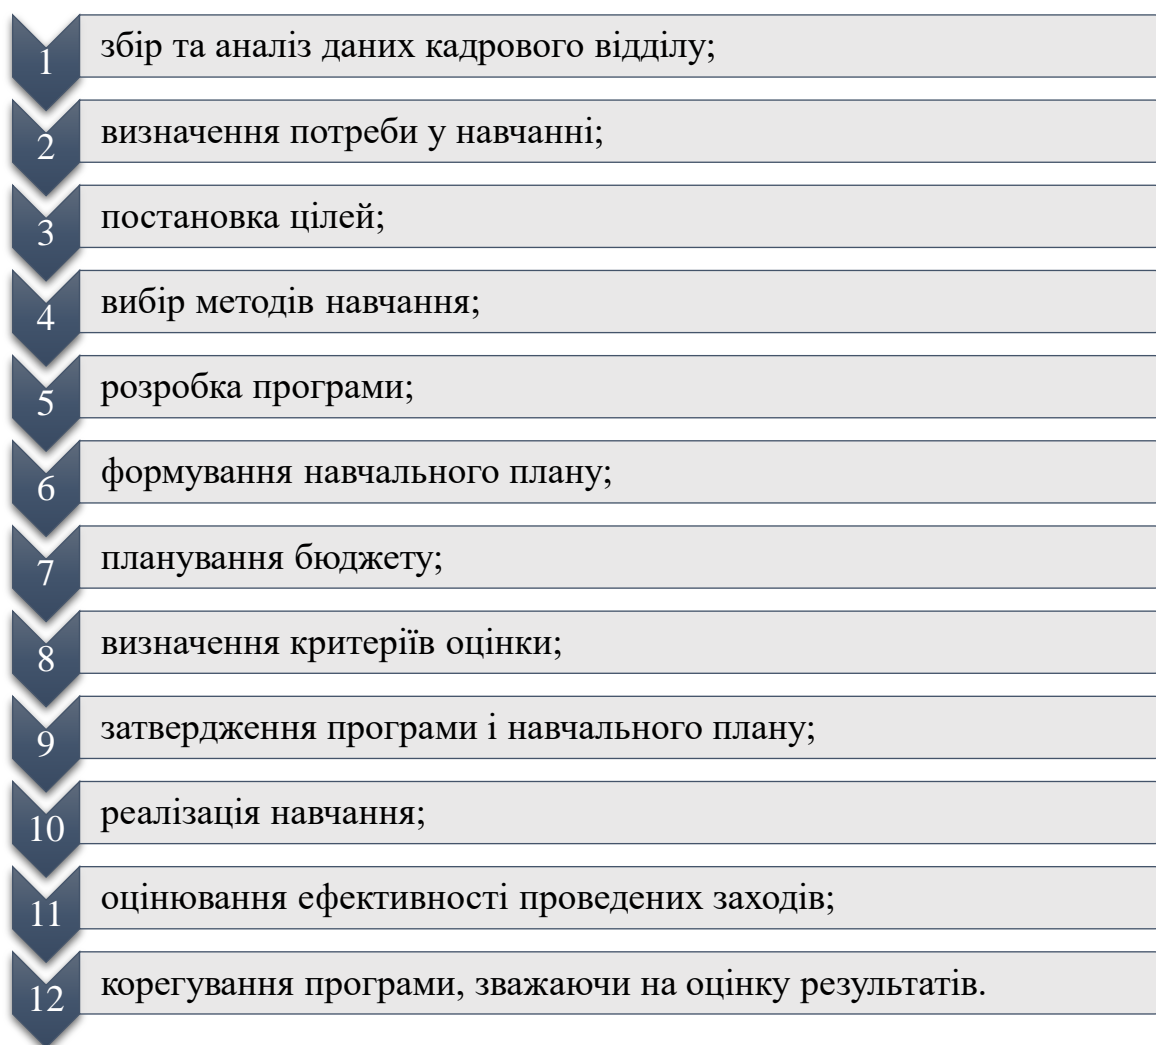 1 збір та аналіз даних кадрового відділу;
2 визначення потреби у навчанні;
3 постановка цілей;
4 вибір методів навчання;
5 розробка програми;
6 формування навчального плану;
7 планування бюджету;
8 визначення критеріїв оцінки;
9 затвердження програми і навчального плану;
10 реалізація навчання;
11 оцінювання ефективності проведених заходів;
12 корегування програми, зважаючи на оцінку результатів.